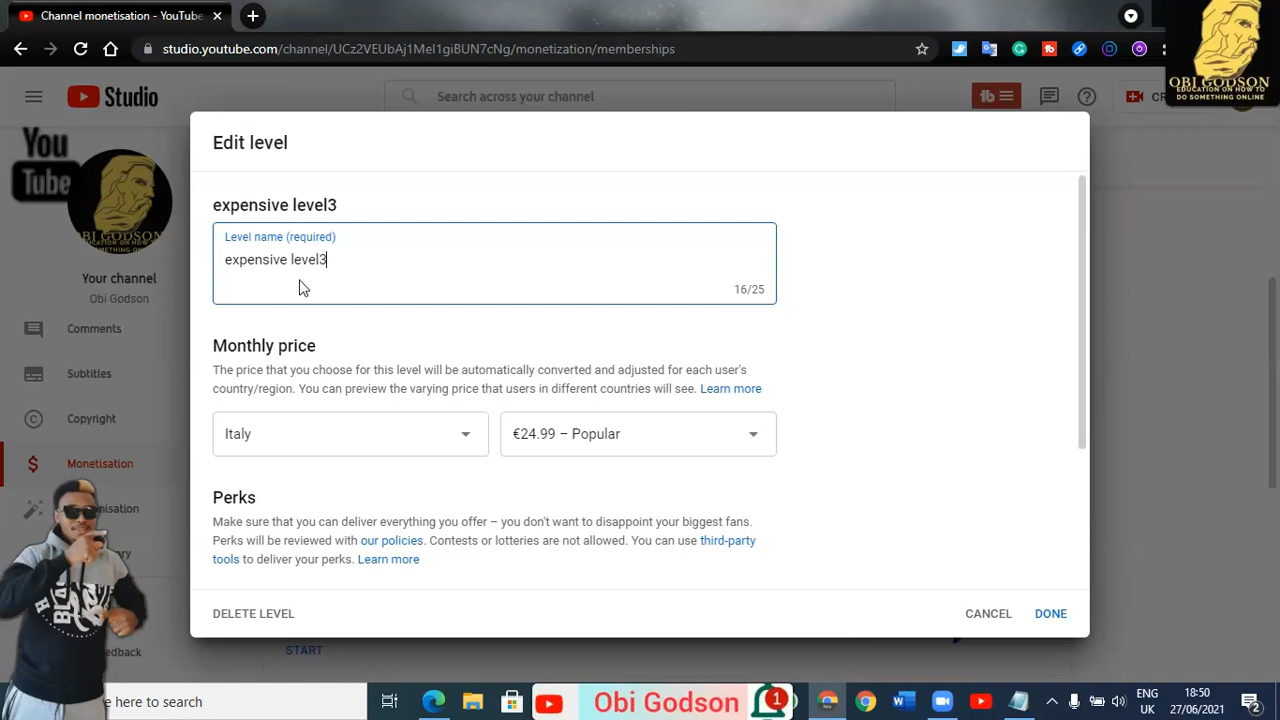 Channel monetisation - YouTube
studio.youtube.com/channel/UCz2VEUbAj1MeI1giBUN7cNg/monetization/memberships
OBI GODSON
EDUCATION ON HOW TO
DO SOMETHING ONLINE
Studio
Search across your channel
You
Tube
Edit level
expensive level3
Level name (required)
expensive level3
16/25
Your channel
Obi Godson
Comments
Subtitles
Copyright
Monetisation
Monthly price
The price that you choose for this level will be automatically converted and adjusted for each user's
country/region. You can preview the varying price that users in different countries will see. Learn more
Italy
€24.99 – Popular
Perks
Make sure that you can deliver everything you offer – you don't want to disappoint your biggest fans.
Perks will be reviewed with our policies. Contests or lotteries are not allowed. You can use third-party
tools to deliver your perks. Learn more
DELETE LEVEL
CANCEL
DONE
START
here to search
Obi Godson
1
ENG
UK
18:50
27/06/2021
2